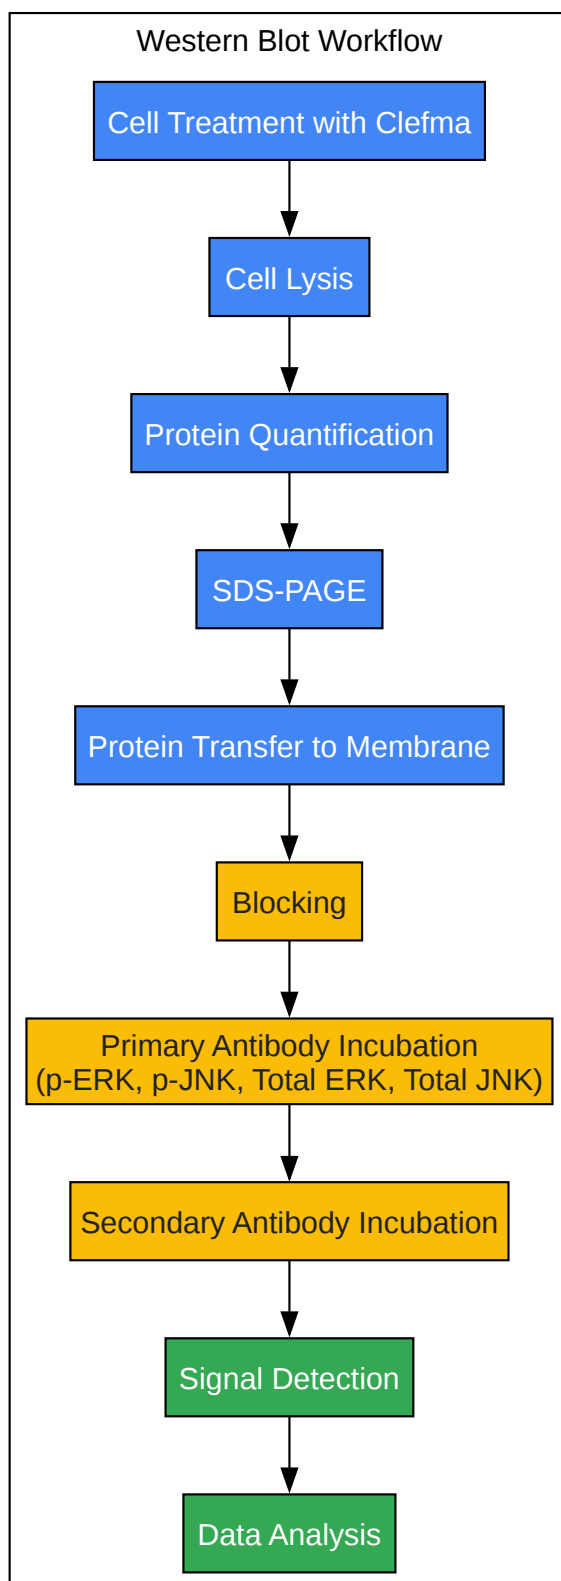 Western Blot Workflow
Cell Treatment with Clefma
Cell Lysis
Protein Quantification
SDS-PAGE
Protein Transfer to Membrane
Blocking
Primary Antibody Incubation
(p-ERK, p-JNK, Total ERK, Total JNK)
Secondary Antibody Incubation
Signal Detection
Data Analysis